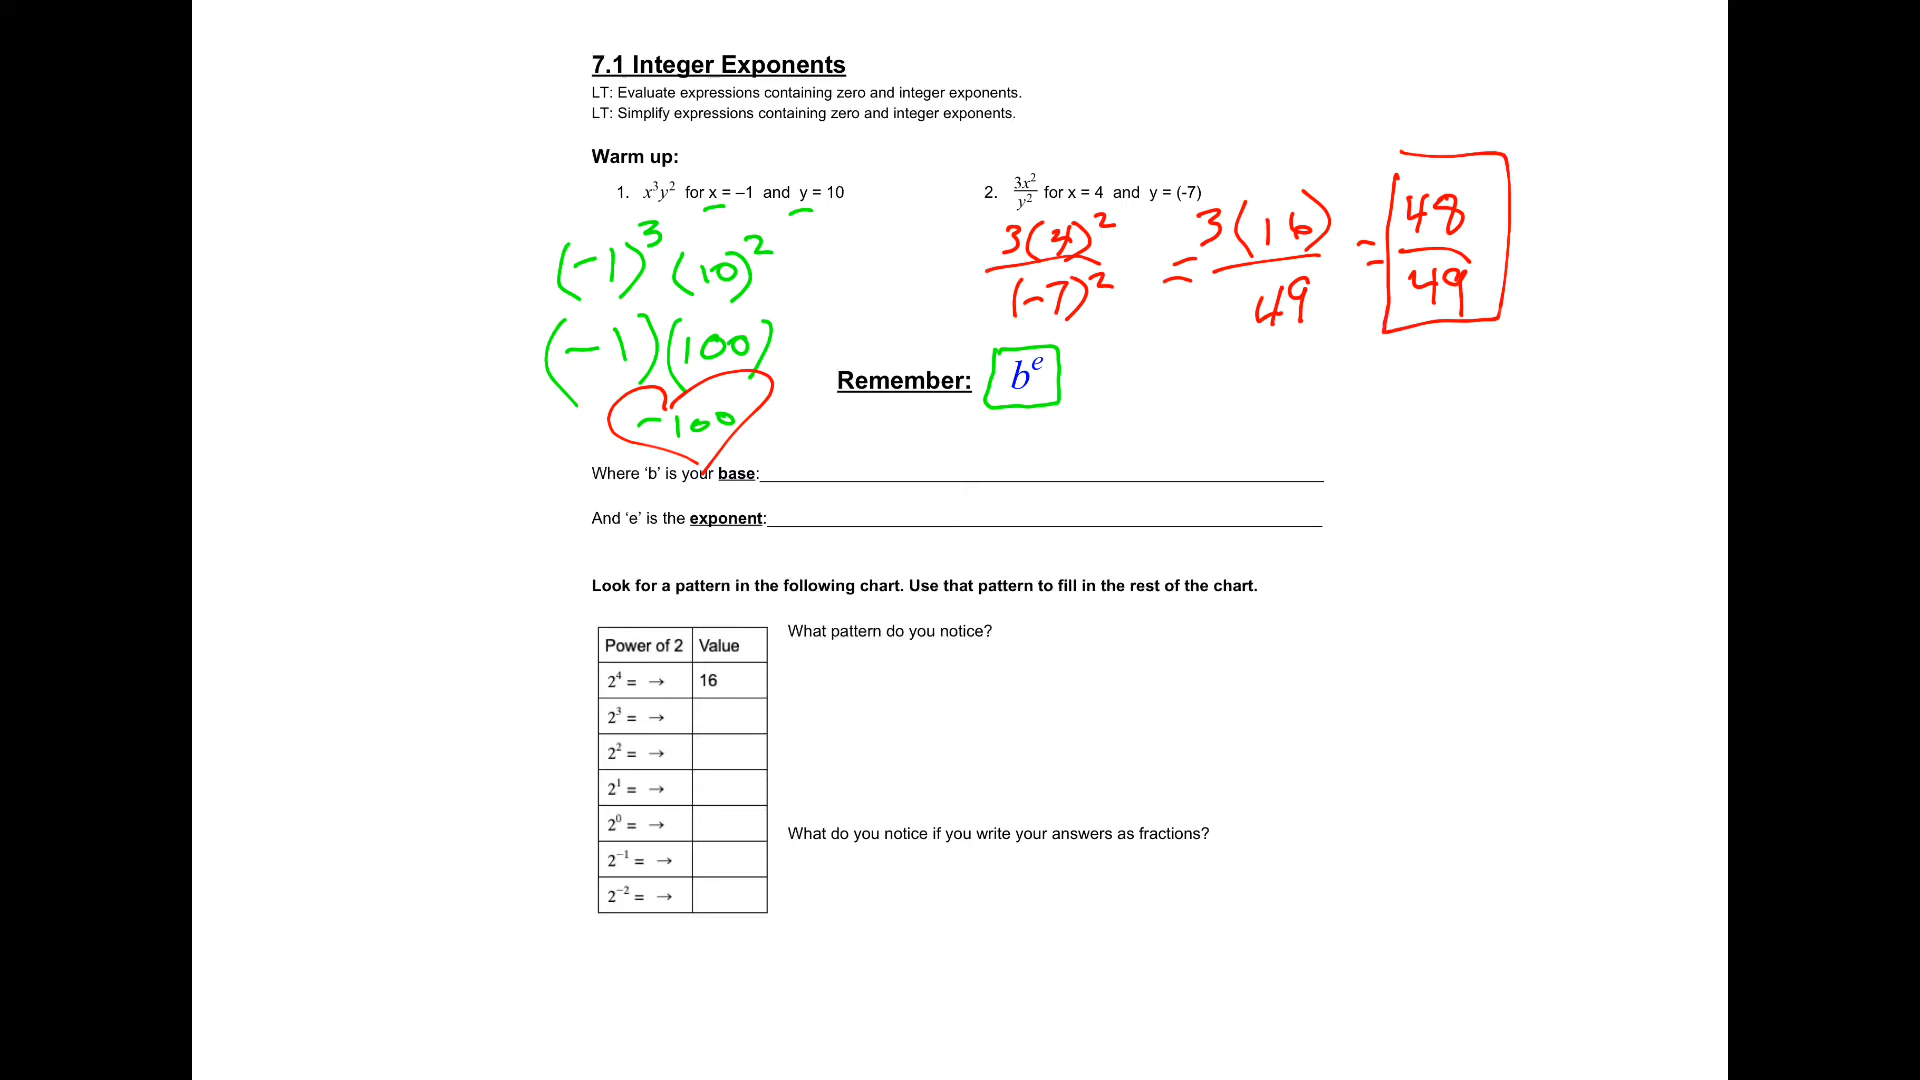 7.1 Integer Exponents
LT: Evaluate expressions containing zero and integer exponents.
LT: Simplify expressions containing zero and integer exponents.
Warm up:
1. x³y² for x = –1 and y = 10
2. 3x²/y² for x = 4 and y = (-7)
(-1)³ (10)²
3(4)²/(-7)² = 3(16)/49 = 48/49
(-1)(100)
-100
Remember: bᵉ
Where ‘b’ is your base:
And ‘e’ is the exponent:
Look for a pattern in the following chart. Use that pattern to fill in the rest of the chart.
Power of 2 Value
2⁴ = → 16
2³ = →
2² = →
2¹ = →
2⁰ = →
2⁻¹ = →
2⁻² = →
What pattern do you notice?
What do you notice if you write your answers as fractions?